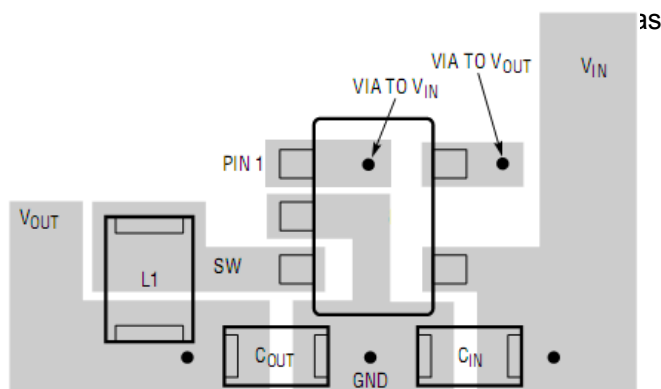 as
VIA TO VOUT
VIN
VIA TO VIN
PIN 1
VOUT
SW
L1
COUT
CIN
GND